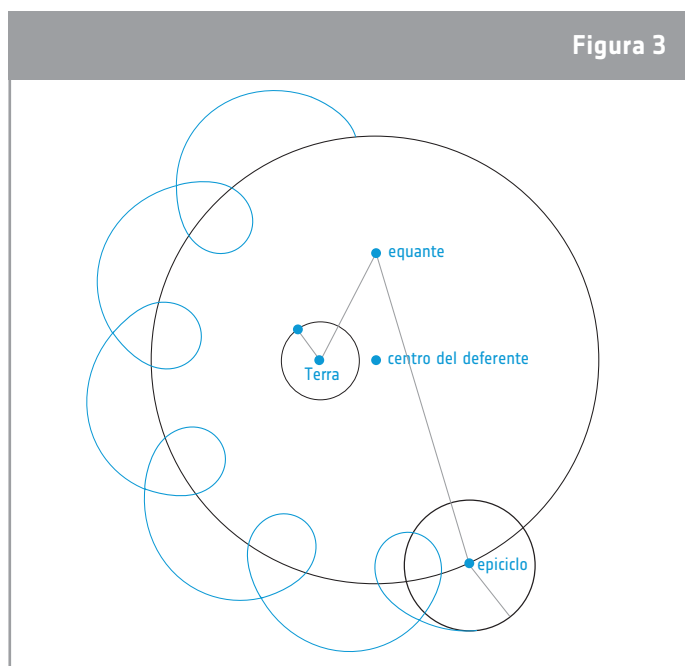 Figura 3
equante
centro del deferente
Terra
epiciclo